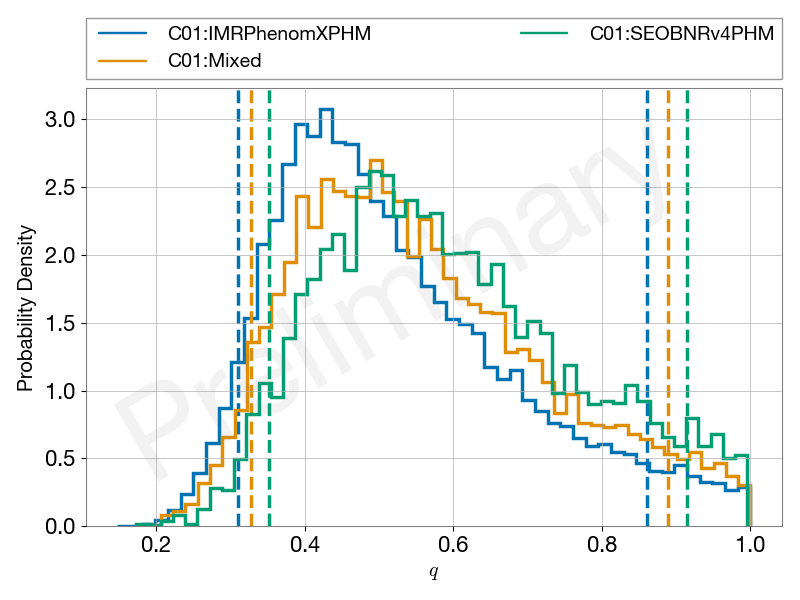 C01:IMRPhenomXPHM
C01:Mixed
C01:SEOBNRv4PHM
Preliminary
Probability Density
3.0
2.5
2.0
1.5
1.0
0.5
0.0
0.2 0.4 0.6 0.8 1.0
q